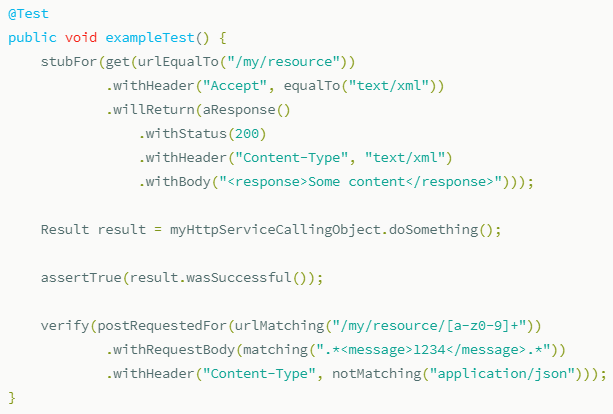 @Test
public void exampleTest() {
    stubFor(get(urlEqualTo("/my/resource"))
            .withHeader("Accept", equalTo("text/xml"))
            .willReturn(aResponse()
                .withStatus(200)
                .withHeader("Content-Type", "text/xml")
                .withBody("<response>Some content</response>")));

    Result result = myHttpServiceCallingObject.doSomething();

    assertTrue(result.wasSuccessful());

    verify(postRequestedFor(urlMatching("/my/resource/[a-z0-9]+"))
            .withRequestBody(matching(".*<message>1234</message>.*"))
            .withHeader("Content-Type", notMatching("application/json")));
}